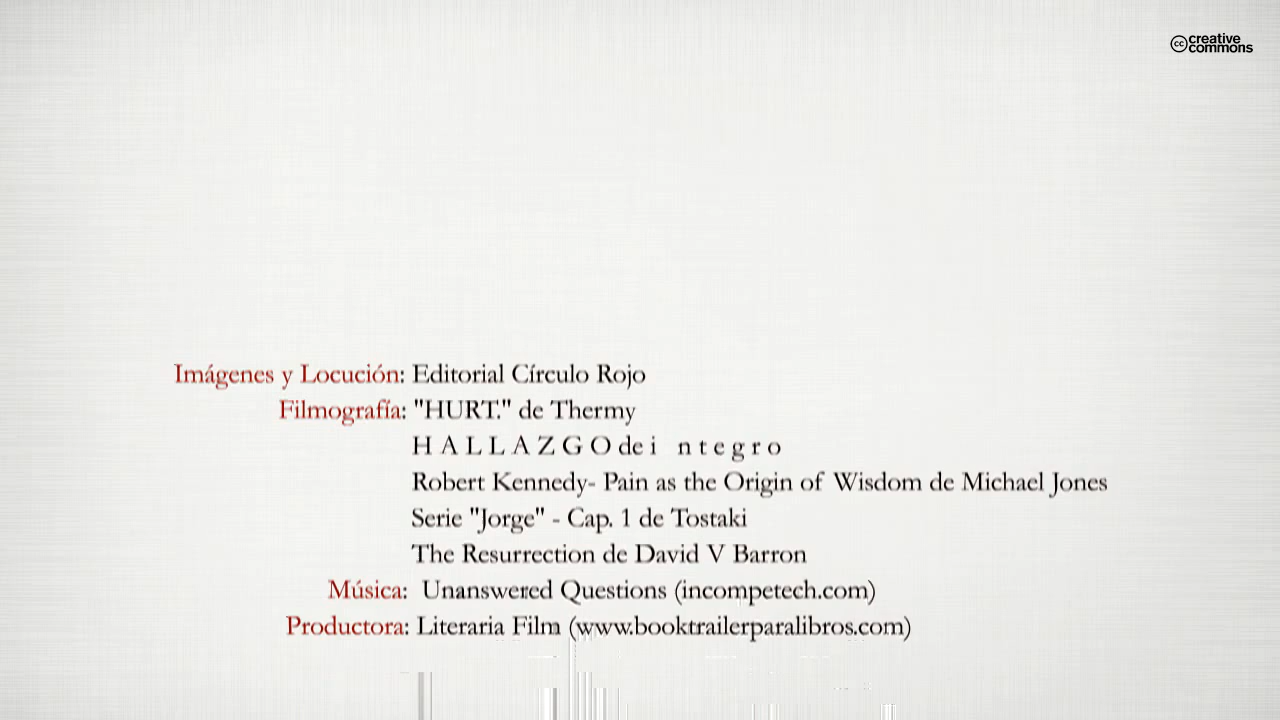 creative
commons
Imágenes y Locución: Editorial Círculo Rojo
Filmografía: "HURT." de Thermy
H A L L A Z G O de i n t e g r o
Robert Kennedy- Pain as the Origin of Wisdom de Michael Jones
Serie "Jorge" - Cap. 1 de Tostaki
The Resurrection de David V Barron
Música: Unanswered Questions (incompetech.com)
Productora: Literaria Film (www.booktrailerparalibros.com)